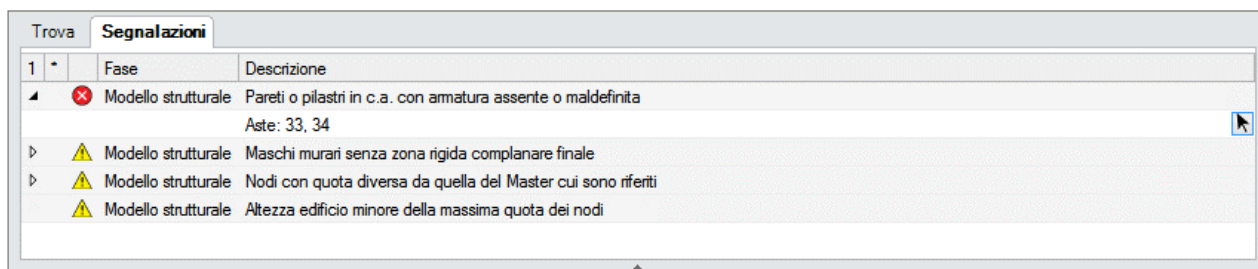 Trova Segnalazioni
1 * Fase Descrizione
Modello strutturale Pareti o pilastri in c.a. con armatura assente o maldefinita
Aste: 33, 34
Modello strutturale Maschi murari senza zona rigida complanare finale
Modello strutturale Nodi con quota diversa da quella del Master cui sono riferiti
Modello strutturale Altezza edificio minore della massima quota dei nodi